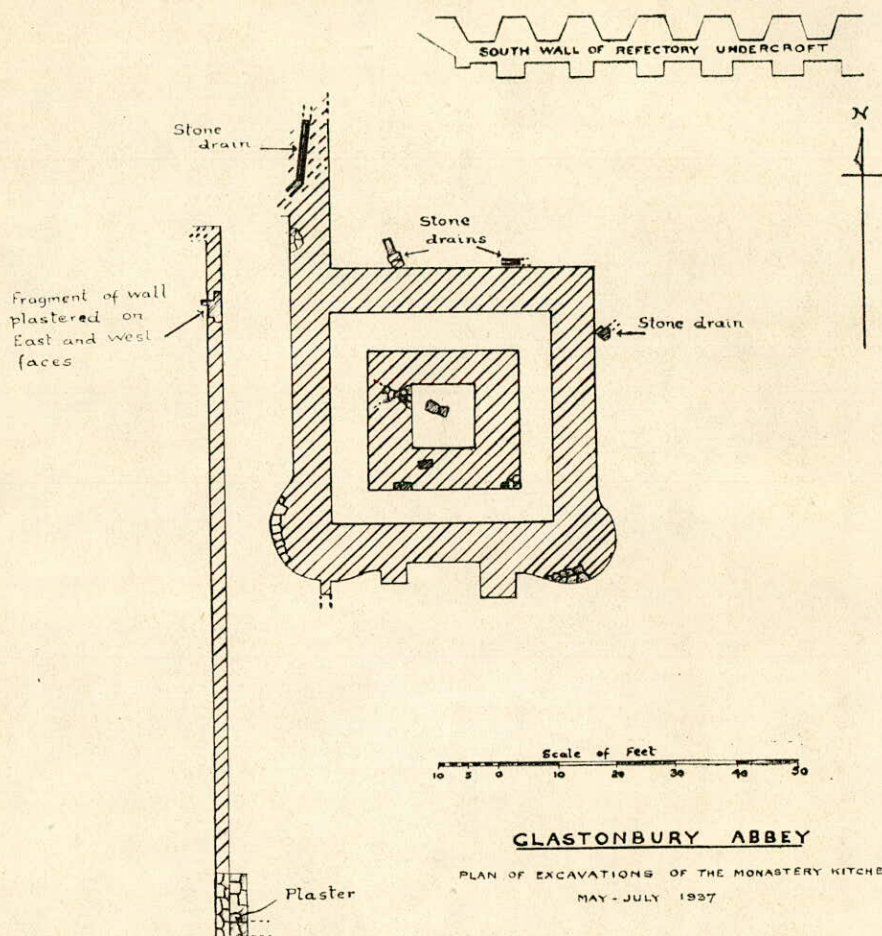 SOUTH WALL OF REFECTORY UNDERCROFT
N
Stone
drain
Stone
drains
Fragment of wall
plastered on
East and West
faces
Stone drain
Scale of Feet
10 5 0 10 20 30 40 50
GLASTONBURY ABBEY
PLAN OF EXCAVATIONS OF THE MONASTERY KITCHE
MAY - JULY 1937
Plaster